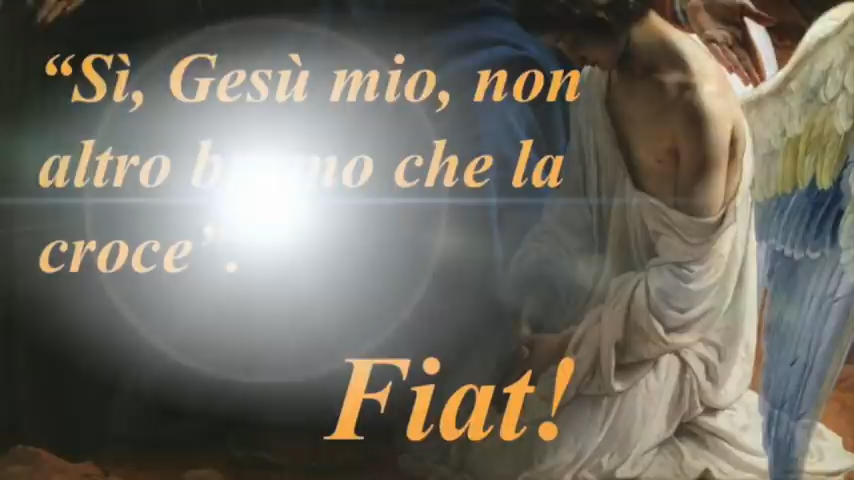 “Sì, Gesù mio, non
altro che la
croce”.
Fiat!